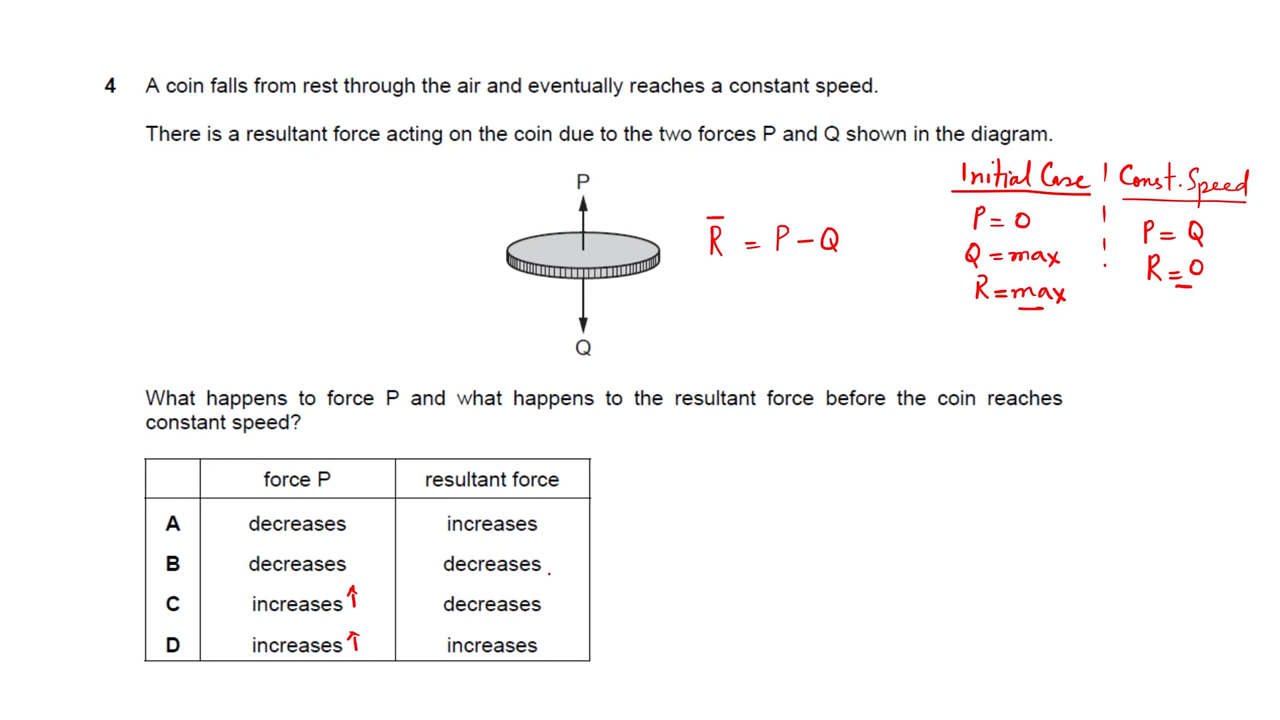 4 A coin falls from rest through the air and eventually reaches a constant speed.
There is a resultant force acting on the coin due to the two forces P and Q shown in the diagram.
P
Q
R̅ = P − Q
Initial Case Const. Speed
P = 0 P = Q
Q = max R = 0
R = max
What happens to force P and what happens to the resultant force before the coin reaches
constant speed?
force P resultant force
A decreases increases
B decreases decreases
C increases ↑ decreases
D increases ↑ increases